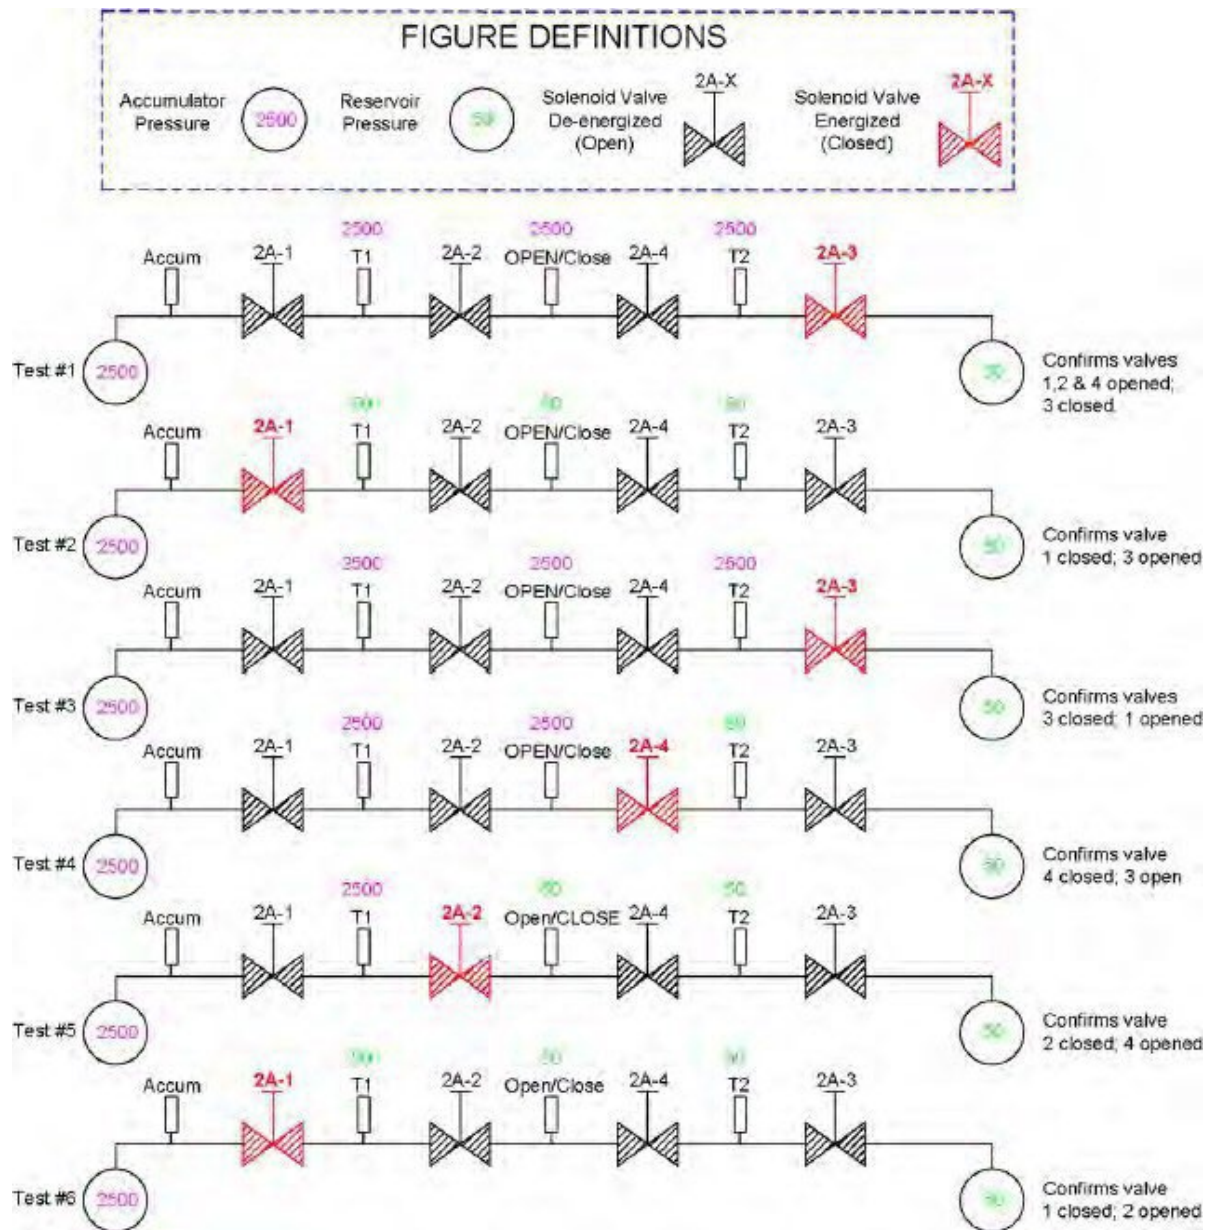 FIGURE DEFINITIONS
Accumulator Pressure 2500 Reservoir Pressure 50 Solenoid Valve De-energized (Open) 2A-X Solenoid Valve Energized (Closed) 2A-X
2500 2500 2500
Accum 2A-1 T1 2A-2 OPEN/Close 2A-4 T2 2A-3
Test #1 2500 Confirms valves
1,2 & 4 opened;
3 closed.
Accum 2A-1 T1 2A-2 OPEN/Close 2A-4 T2 2A-3
Test #2 2500 50 Confirms valve
1 closed; 3 opened
2500 2500 2500
Accum 2A-1 T1 2A-2 OPEN/Close 2A-4 T2 2A-3
Test #3 2500 50 Confirms valves
3 closed; 1 opened
2500 2500 50
Accum 2A-1 T1 2A-2 OPEN/Close 2A-4 T2 2A-3
Test #4 2500 50 Confirms valve
4 closed; 3 open
2500 50 50
Accum 2A-1 T1 2A-2 Open/CLOSE 2A-4 T2 2A-3
Test #5 2500 50 Confirms valve
2 closed; 4 opened
50 50
Accum 2A-1 T1 2A-2 Open/Close 2A-4 T2 2A-3
Test #6 2500 50 Confirms valve
1 closed; 2 opened